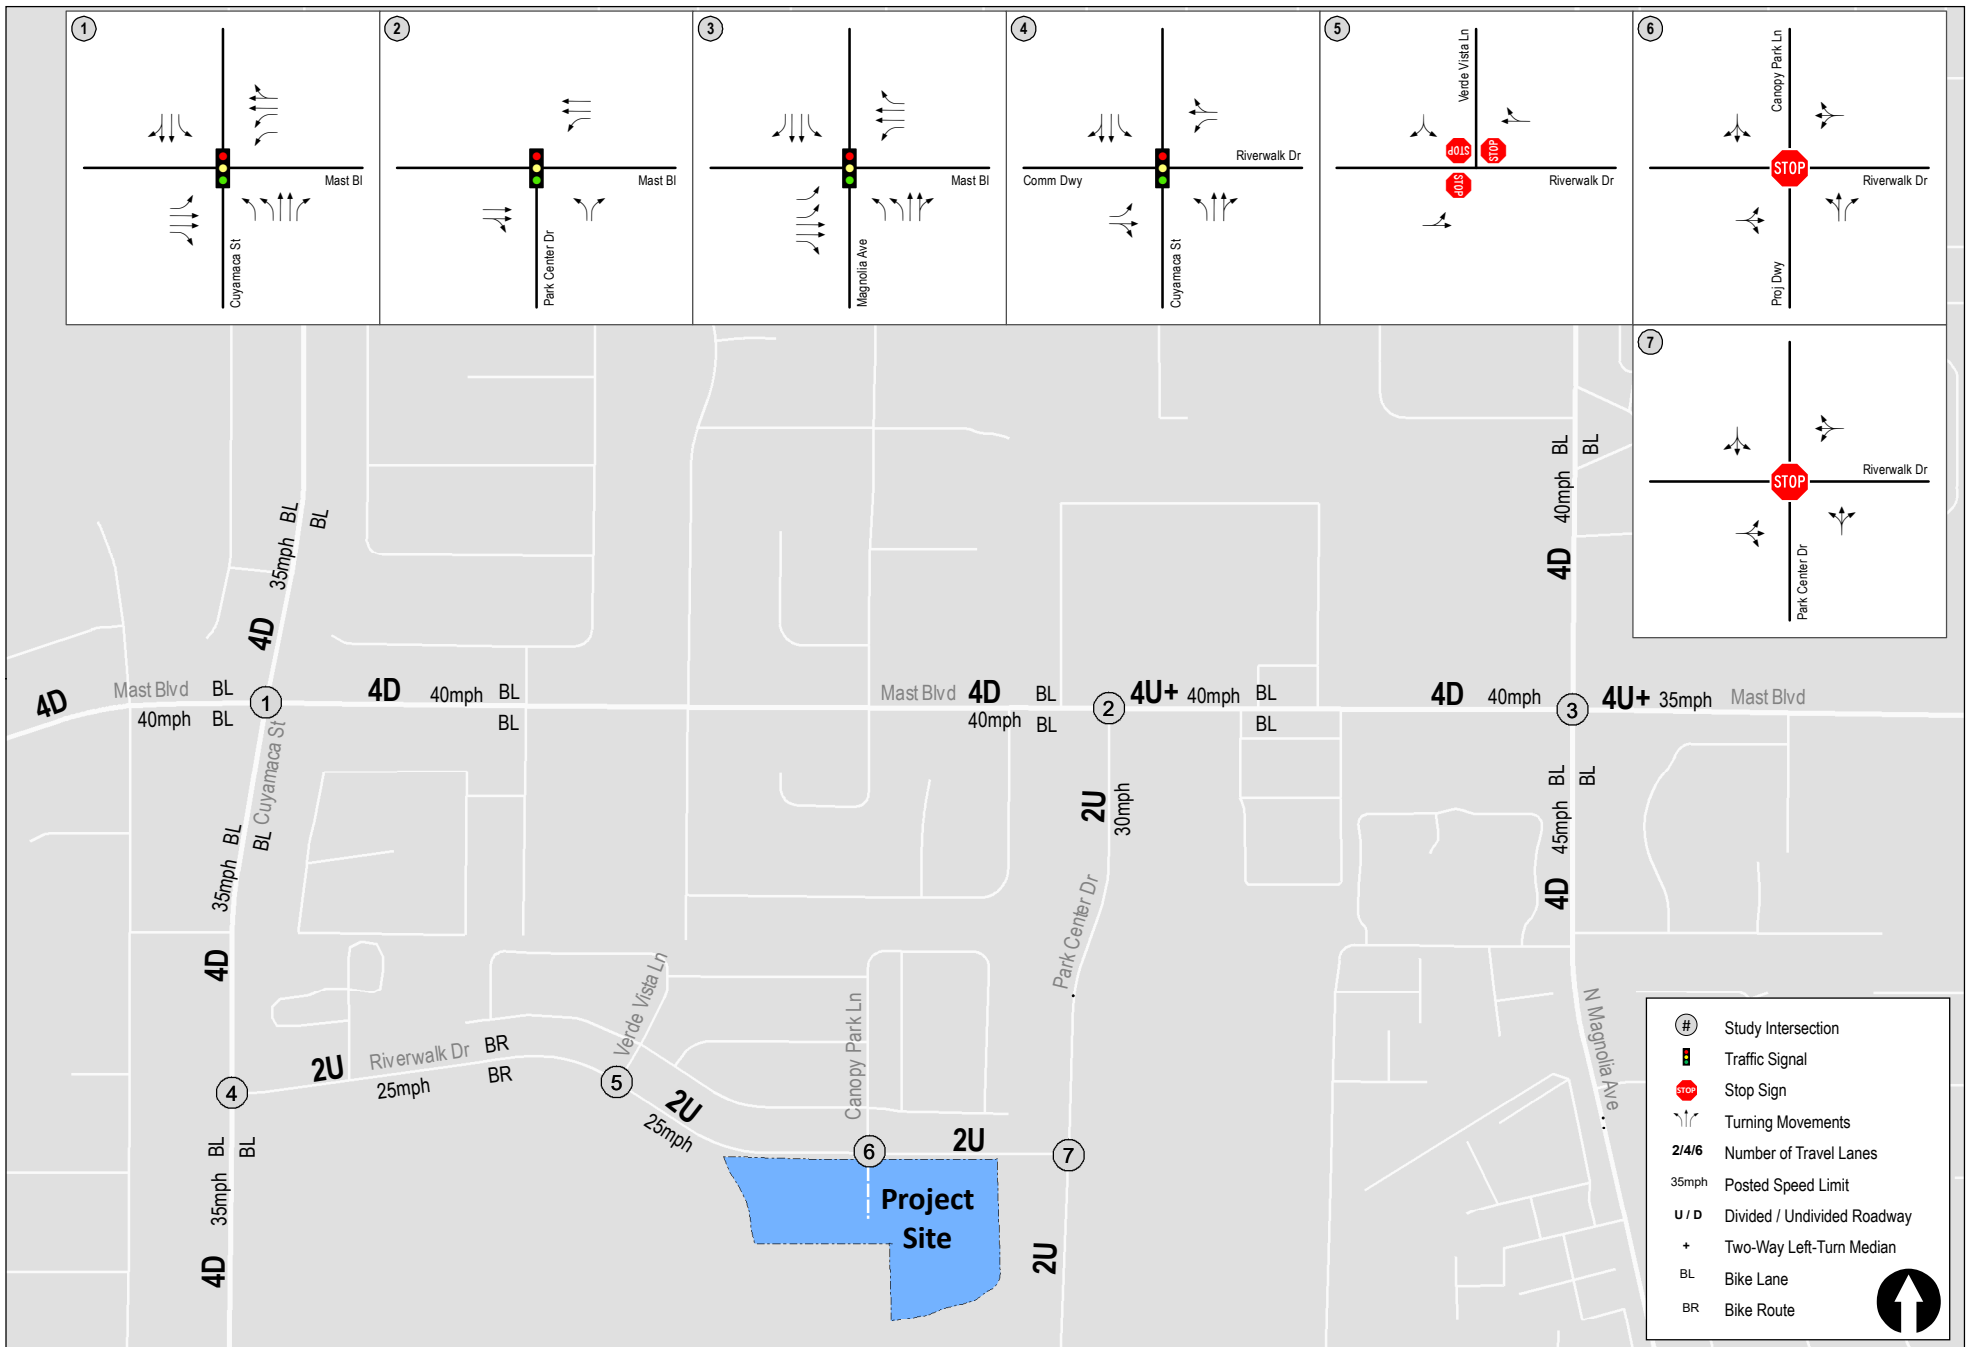 1
Mast Bl
Cuyamaca St
2
Mast Bl
Park Center Dr
3
Mast Bl
Magnolia Ave
4
Riverwalk Dr
Comm Dwy
Cuyamaca St
5
Verde Vista Ln
STOP
STOP
STOP
Riverwalk Dr
6
Canopy Park Ln
STOP
Riverwalk Dr
Proj Dwy
7
STOP
Riverwalk Dr
Park Center Dr
BL
BL
40mph
4D
BL
BL
35mph
4D
4D
Mast Blvd
BL
40mph
BL
1
4D
40mph
BL
BL
Mast Blvd
4D
BL
40mph
BL
2
4U+
40mph
BL
BL
4D
40mph
3
4U+
35mph
Mast Blvd
Cuyamaca St
BL
BL
35mph
4D
2U
30mph
Park Center Dr
BL
BL
45mph
4D
N Magnolia Ave
4
2U
Riverwalk Dr
BR
25mph
BR
Verde Vista Ln
5
2U
25mph
Canopy Park Ln
6
2U
7
BL
BL
35mph
4D
Project
Site
2U
# Study Intersection
Traffic Signal
STOP Stop Sign
Turning Movements
2/4/6 Number of Travel Lanes
35mph Posted Speed Limit
U / D Divided / Undivided Roadway
+ Two-Way Left-Turn Median
BL Bike Lane
BR Bike Route